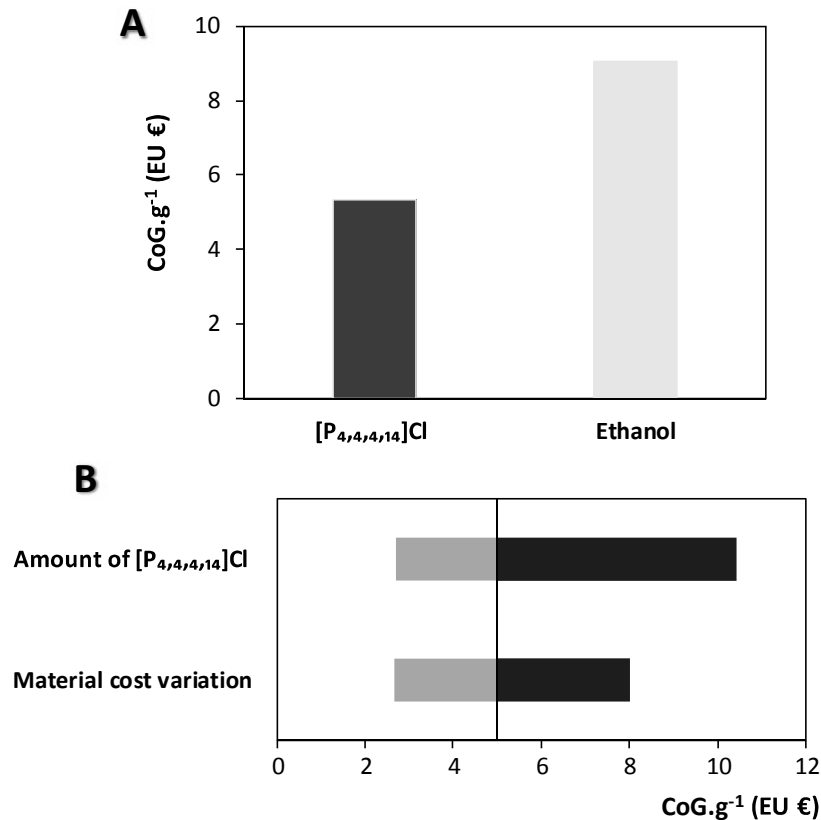 A
10
8
6
4
2
0
CoG.g⁻¹ (EU €)
[P₄,₄,₄,₁₄]Cl Ethanol
B
Amount of [P₄,₄,₄,₁₄]Cl
Material cost variation
0 2 4 6 8 10 12
CoG.g⁻¹ (EU €)